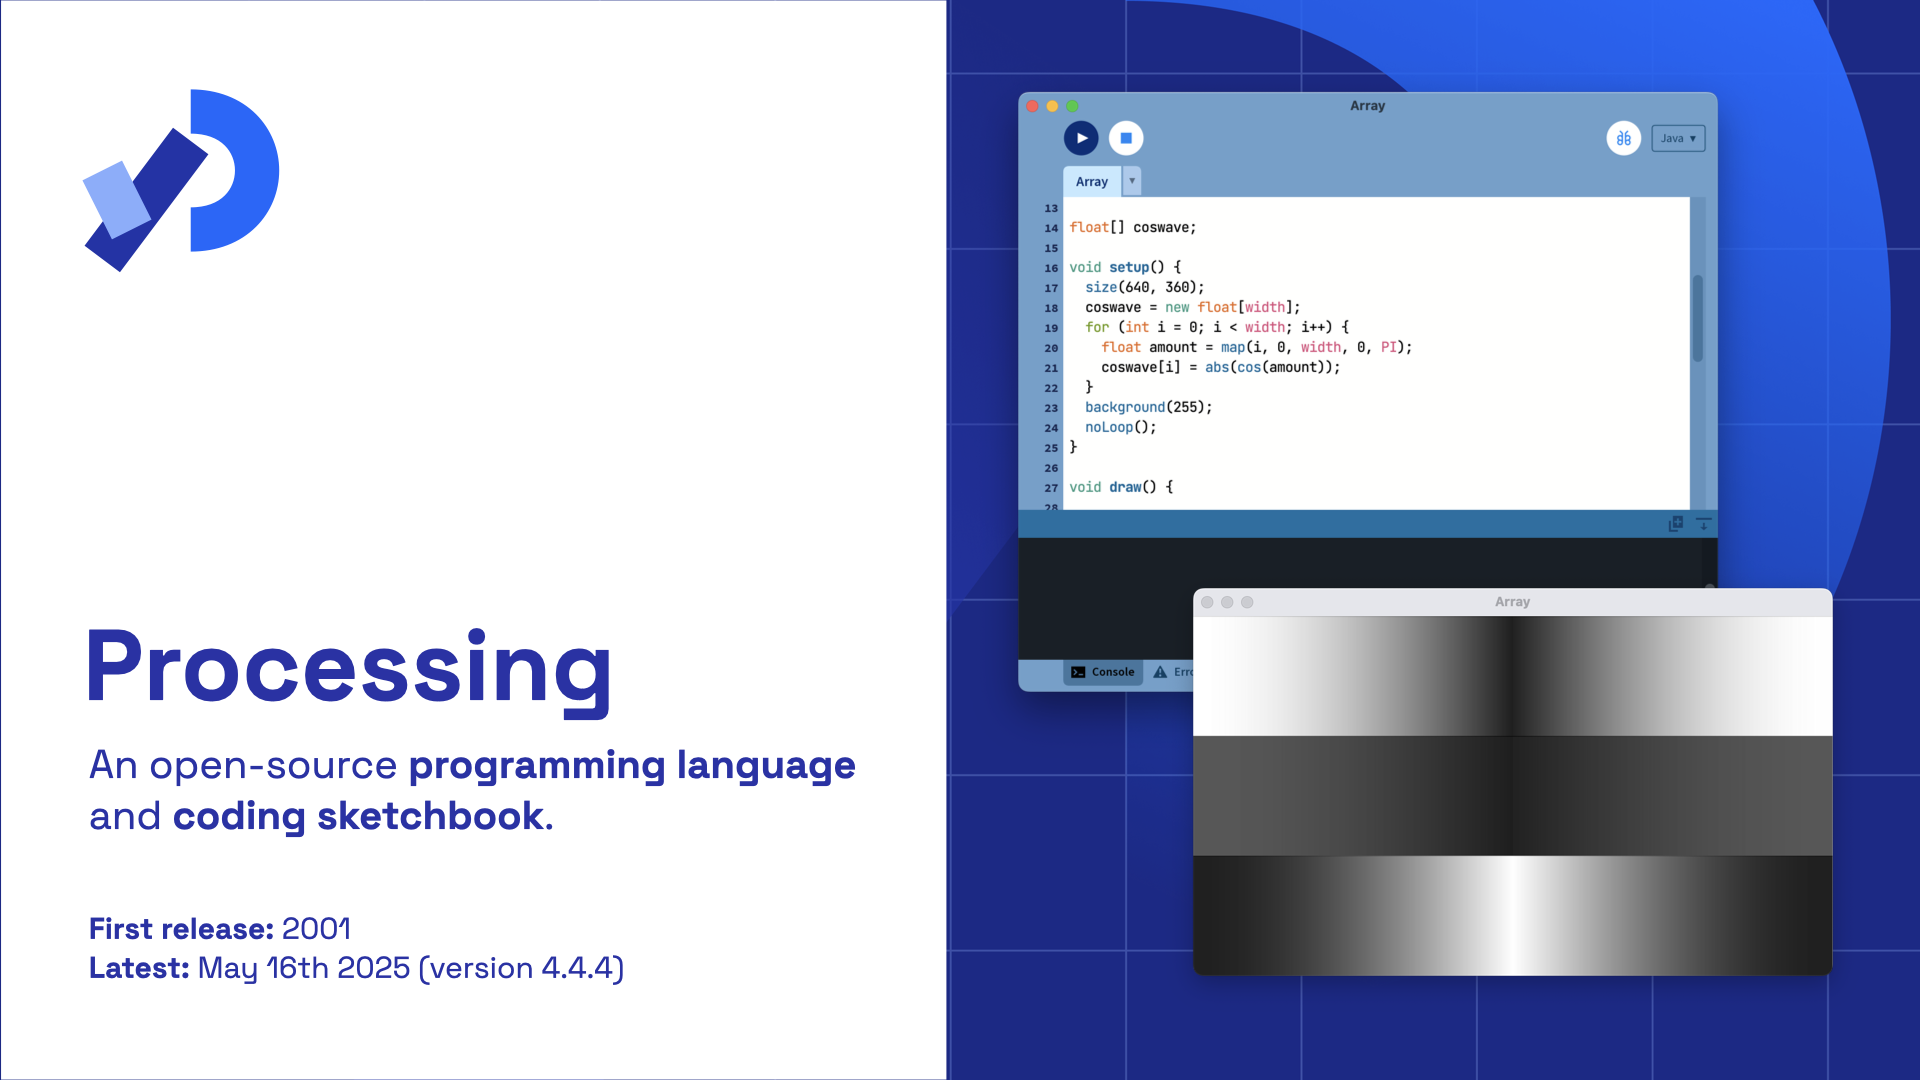 Processing
An open-source programming language
and coding sketchbook.
First release: 2001
Latest: May 16th 2025 (version 4.4.4)
Array
Java ▾
Array ▾
13
14 float[] coswave;
15
16 void setup() {
17   size(640, 360);
18   coswave = new float[width];
19   for (int i = 0; i < width; i++) {
20     float amount = map(i, 0, width, 0, PI);
21     coswave[i] = abs(cos(amount));
22   }
23   background(255);
24   noLoop();
25 }
26
27 void draw() {
28
Console
Array